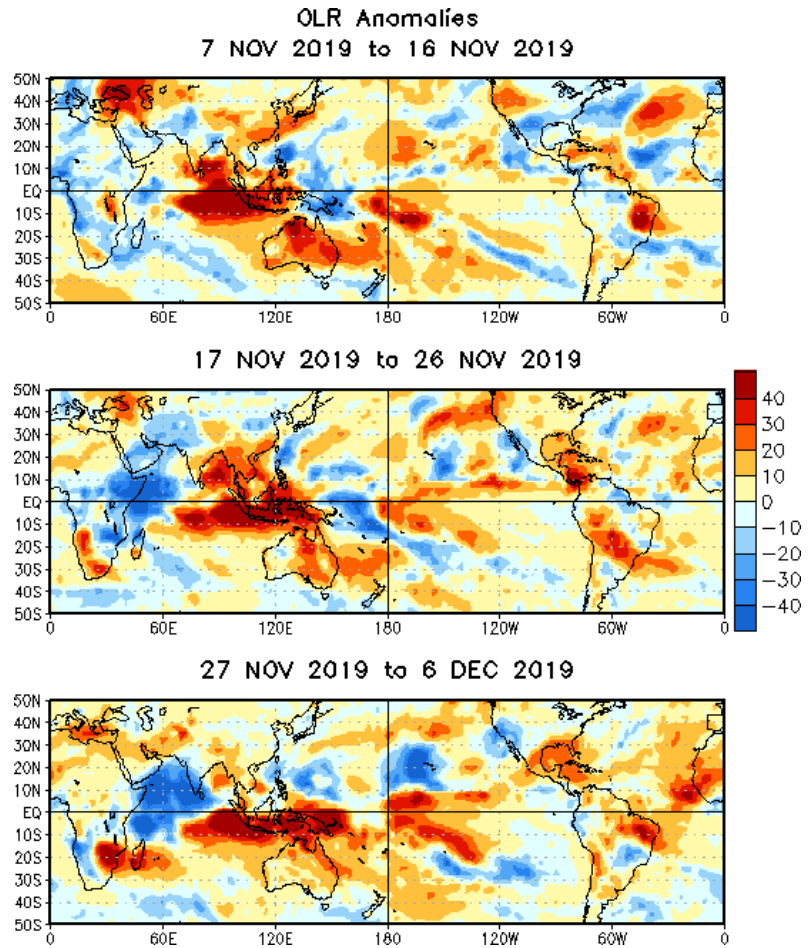 OLR Anomalies
7 NOV 2019 to 16 NOV 2019
50N
40N
30N
20N
10N
EQ
10S
20S
30S
40S
50S
0 60E 120E 180 120W 60W 0
17 NOV 2019 to 26 NOV 2019
50N
40N
30N
20N
10N
EQ
10S
20S
30S
40S
50S
0 60E 120E 180 120W 60W 0
40
30
20
10
0
−10
−20
−30
−40
27 NOV 2019 to 6 DEC 2019
50N
40N
30N
20N
10N
EQ
10S
20S
30S
40S
50S
0 60E 120E 180 120W 60W 0